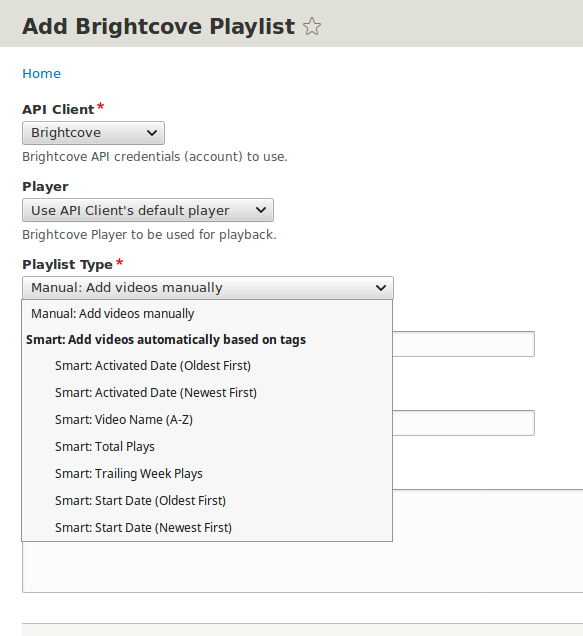 Add Brightcove Playlist
Home
API Client*
Brightcove
Brightcove API credentials (account) to use.
Player
Use API Client's default player
Brightcove Player to be used for playback.
Playlist Type*
Manual: Add videos manually
Manual: Add videos manually
Smart: Add videos automatically based on tags
Smart: Activated Date (Oldest First)
Smart: Activated Date (Newest First)
Smart: Video Name (A-Z)
Smart: Total Plays
Smart: Trailing Week Plays
Smart: Start Date (Oldest First)
Smart: Start Date (Newest First)